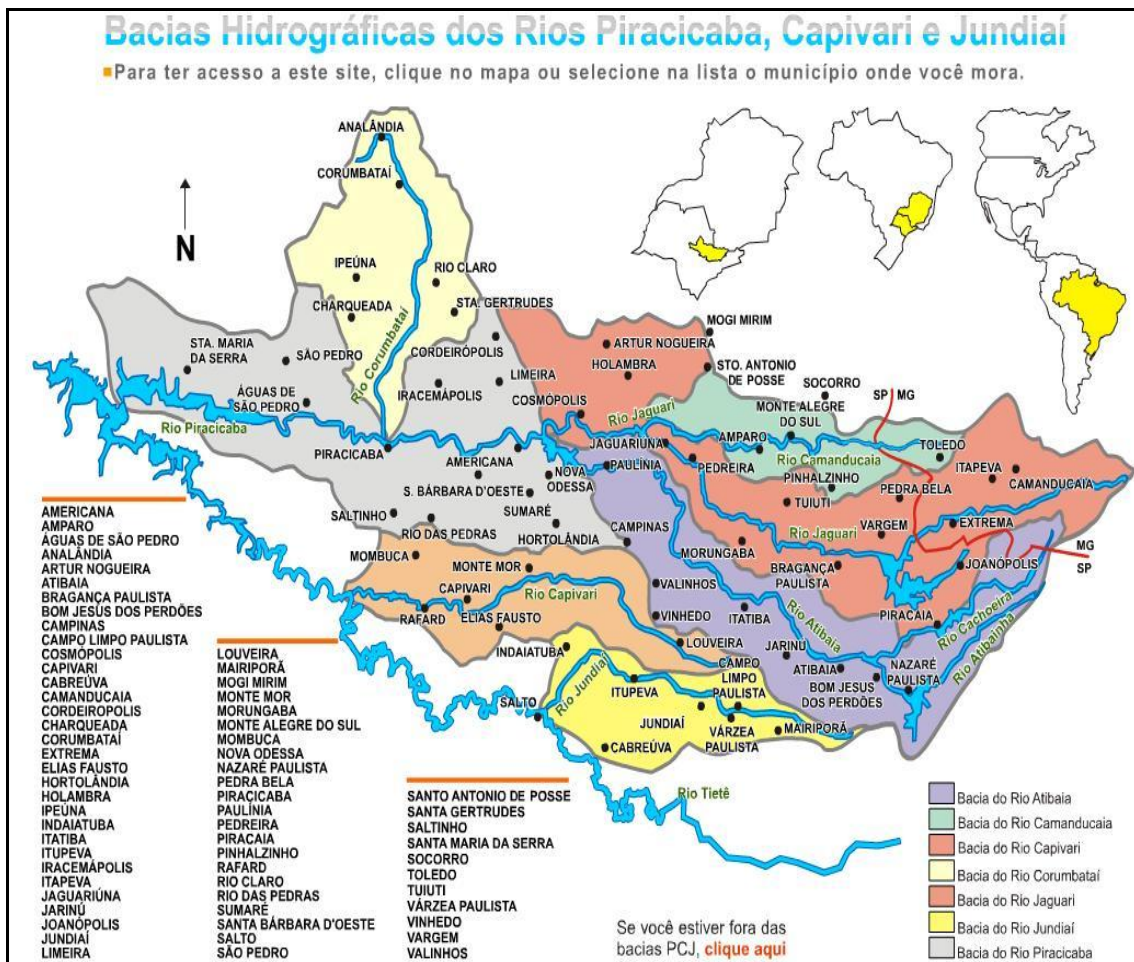 Bacias Hidrográficas dos Rios Piracicaba, Capivari e Jundiaí
Para ter acesso a este site, clique no mapa ou selecione na lista o município onde você mora.
N
ANALÂNDIA
CORUMBATAÍ
IPEÚNA
RIO CLARO
CHARQUEADA
STA. GERTRUDES
Rio Corumbataí
STA. MARIA
DA SERRA
SÃO PEDRO
CORDEIRÓPOLIS
LIMEIRA
IRACEMÁPOLIS
ÁGUAS DE
SÃO PEDRO
Rio Piracicaba
PIRACICABA
AMERICANA
NOVA
ODESSA
S. BÁRBARA D'OESTE
SUMARÉ
SALTINHO
RIO DAS PEDRAS
HORTOLÂNDIA
MOGI MIRIM
ARTUR NOGUEIRA
HOLAMBRA
STO. ANTONIO
DE POSSE
COSMÓPOLIS
Rio Jaguari
SOCORRO
SP
MG
MONTE ALEGRE
DO SUL
JAGUARIUNA
AMPARO
TOLEDO
Rio Camanducaia
PAULÍNIA
PEDREIRA
PINHALZINHO
ITAPEVA
CAMANDUCAIA
PEDRA BELA
TUIUTI
CAMPINAS
Rio Jaguari
VARGEM
EXTREMA
MG
SP
MORUNGABA
BRAGANÇA
PAULISTA
JOANÓPOLIS
MOMBUCA
MONTE MOR
VALINHOS
CAPIVARI
Rio Capivari
RAFARD
ELIAS FAUSTO
VINHEDO
ITATIBA
Rio Atibaia
PIRACAIA
Rio Cachoeira
Rio Atibainha
INDAIATUBA
LOUVEIRA
JARINÚ
ATIBAIA
NAZARÉ
PAULISTA
BOM JESUS
DOS PERDÕES
CAMPO
LIMPO
PAULISTA
Rio Jundiaí
ITUPEVA
SALTO
JUNDIAÍ
VÁRZEA
PAULISTA
MAIRIPORÃ
CABREÚVA
Rio Tietê
AMERICANA
AMPARO
ÁGUAS DE SÃO PEDRO
ANALÂNDIA
ARTUR NOGUEIRA
ATIBAIA
BRAGANÇA PAULISTA
BOM JESUS DOS PERDÕES
CAMPINAS
CAMPO LIMPO PAULISTA
COSMÓPOLIS
CAPIVARI
CABREÚVA
CAMANDUCAIA
CORDEIROPOLIS
CHARQUEADA
CORUMBATAÍ
EXTREMA
ELIAS FAUSTO
HORTOLÂNDIA
HOLAMBRA
IPEÚNA
INDAIATUBA
ITATIBA
ITUPEVA
IRACEMÁPOLIS
ITAPEVA
JAGUARIÚNA
JARINÚ
JOANÓPOLIS
JUNDIAÍ
LIMEIRA
LOUVEIRA
MAIRIPORÃ
MOGI MIRIM
MONTE MOR
MORUNGABA
MONTE ALEGRE DO SUL
MOMBUCA
NOVA ODESSA
NAZARÉ PAULISTA
PEDRA BELA
PIRACICABA
PAULÍNIA
PEDREIRA
PIRACAIA
PINHALZINHO
RAFARD
RIO CLARO
RIO DAS PEDRAS
SUMARÉ
SANTA BÁRBARA D'OESTE
SALTO
SÃO PEDRO
SANTO ANTONIO DE POSSE
SANTA GERTRUDES
SALTINHO
SANTA MARIA DA SERRA
SOCORRO
TOLEDO
TUIUTI
VÁRZEA PAULISTA
VINHEDO
VARGEM
VALINHOS
Se você estiver fora das
bacias PCJ, clique aqui
Bacia do Rio Atibaia
Bacia do Rio Camanducaia
Bacia do Rio Capivari
Bacia do Rio Corumbataí
Bacia do Rio Jaguari
Bacia do Rio Jundiaí
Bacia do Rio Piracicaba